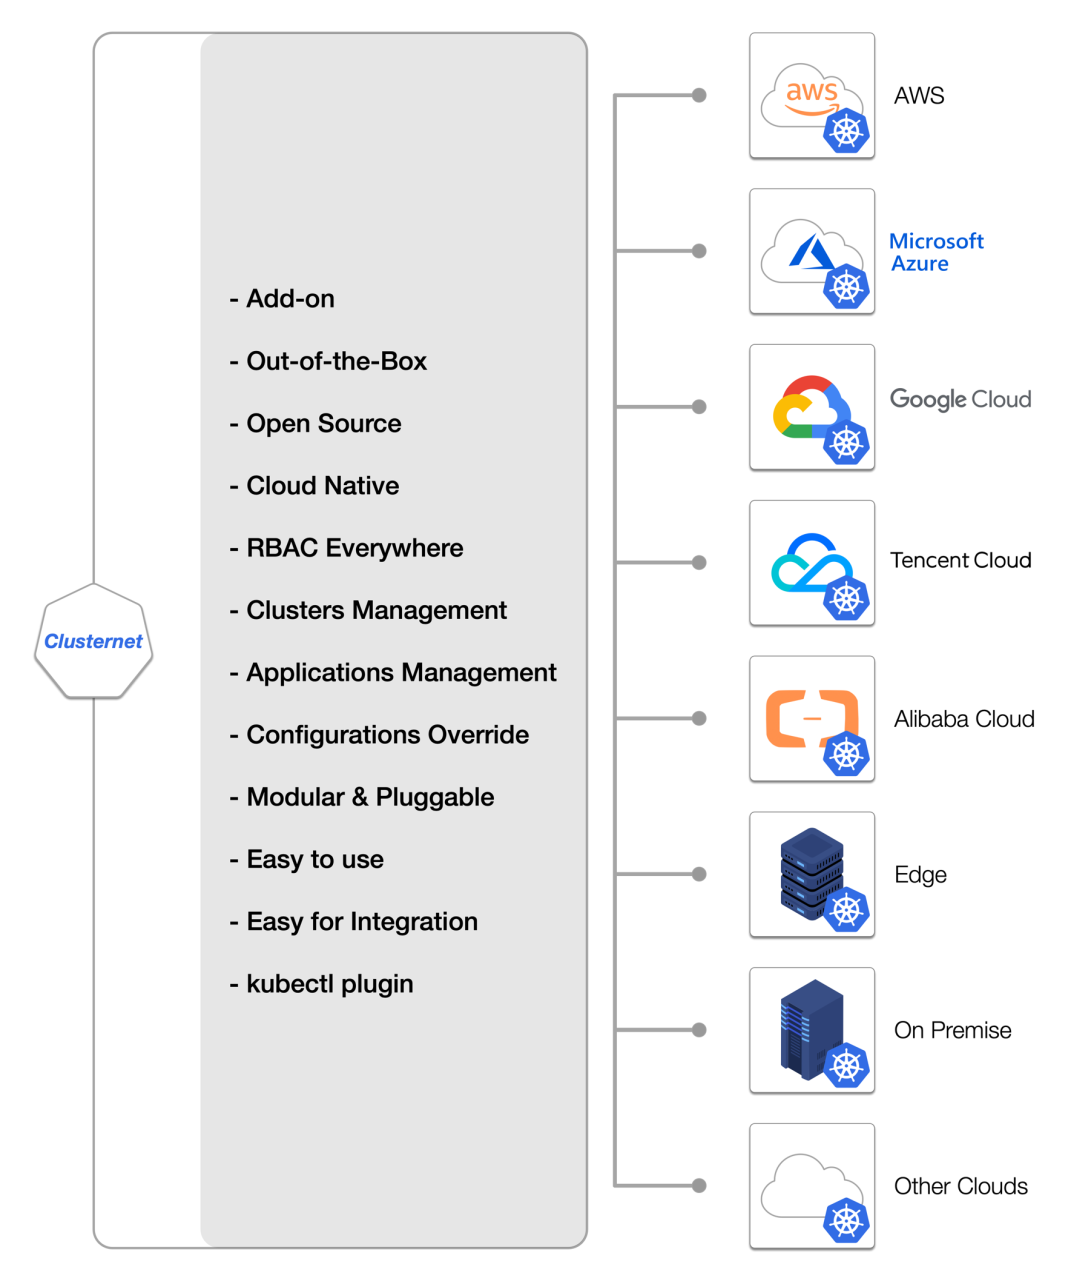 Clusternet
- Add-on
- Out-of-the-Box
- Open Source
- Cloud Native
- RBAC Everywhere
- Clusters Management
- Applications Management
- Configurations Override
- Modular & Pluggable
- Easy to use
- Easy for Integration
- kubectl plugin
aws
AWS
Microsoft
Azure
Google Cloud
Tencent Cloud
Alibaba Cloud
Edge
On Premise
Other Clouds